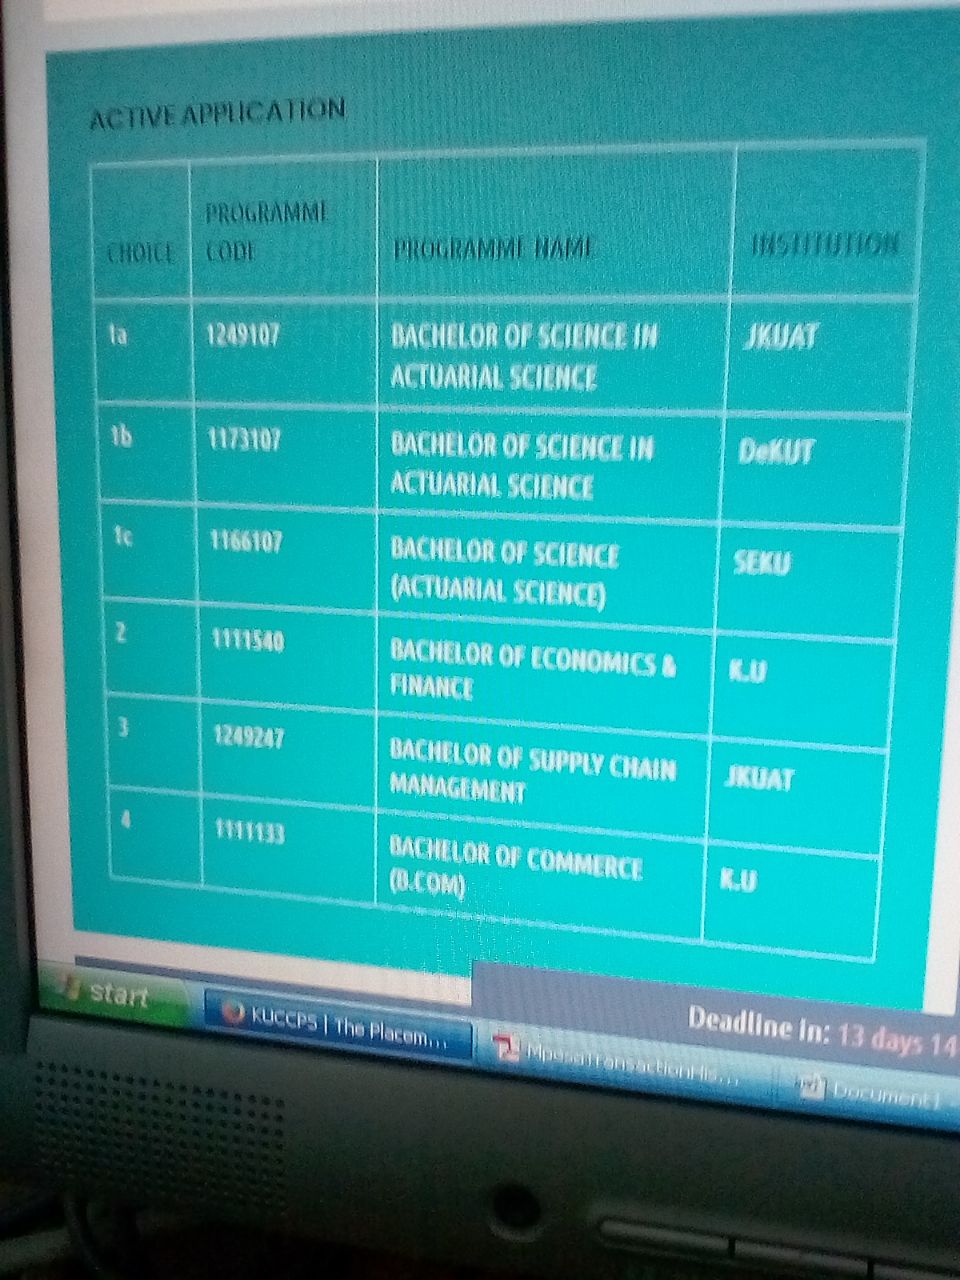 ACTIVE APPLICATION
CHOICE
PROGRAMME
CODE
PROGRAMME NAME
INSTITUTION
1a
1249107
BACHELOR OF SCIENCE IN
ACTUARIAL SCIENCE
JKUAT
1b
1173107
BACHELOR OF SCIENCE IN
ACTUARIAL SCIENCE
DeKUT
1c
1166107
BACHELOR OF SCIENCE
(ACTUARIAL SCIENCE)
SEKU
2
1111540
BACHELOR OF ECONOMICS &
FINANCE
K.U
3
1249247
BACHELOR OF SUPPLY CHAIN
MANAGEMENT
JKUAT
4
1111133
BACHELOR OF COMMERCE
(B.COM)
K.U
Deadline in: 13 days 14
start
KUCCPS | The Placem...
MpesaTransactionHis...
Document1